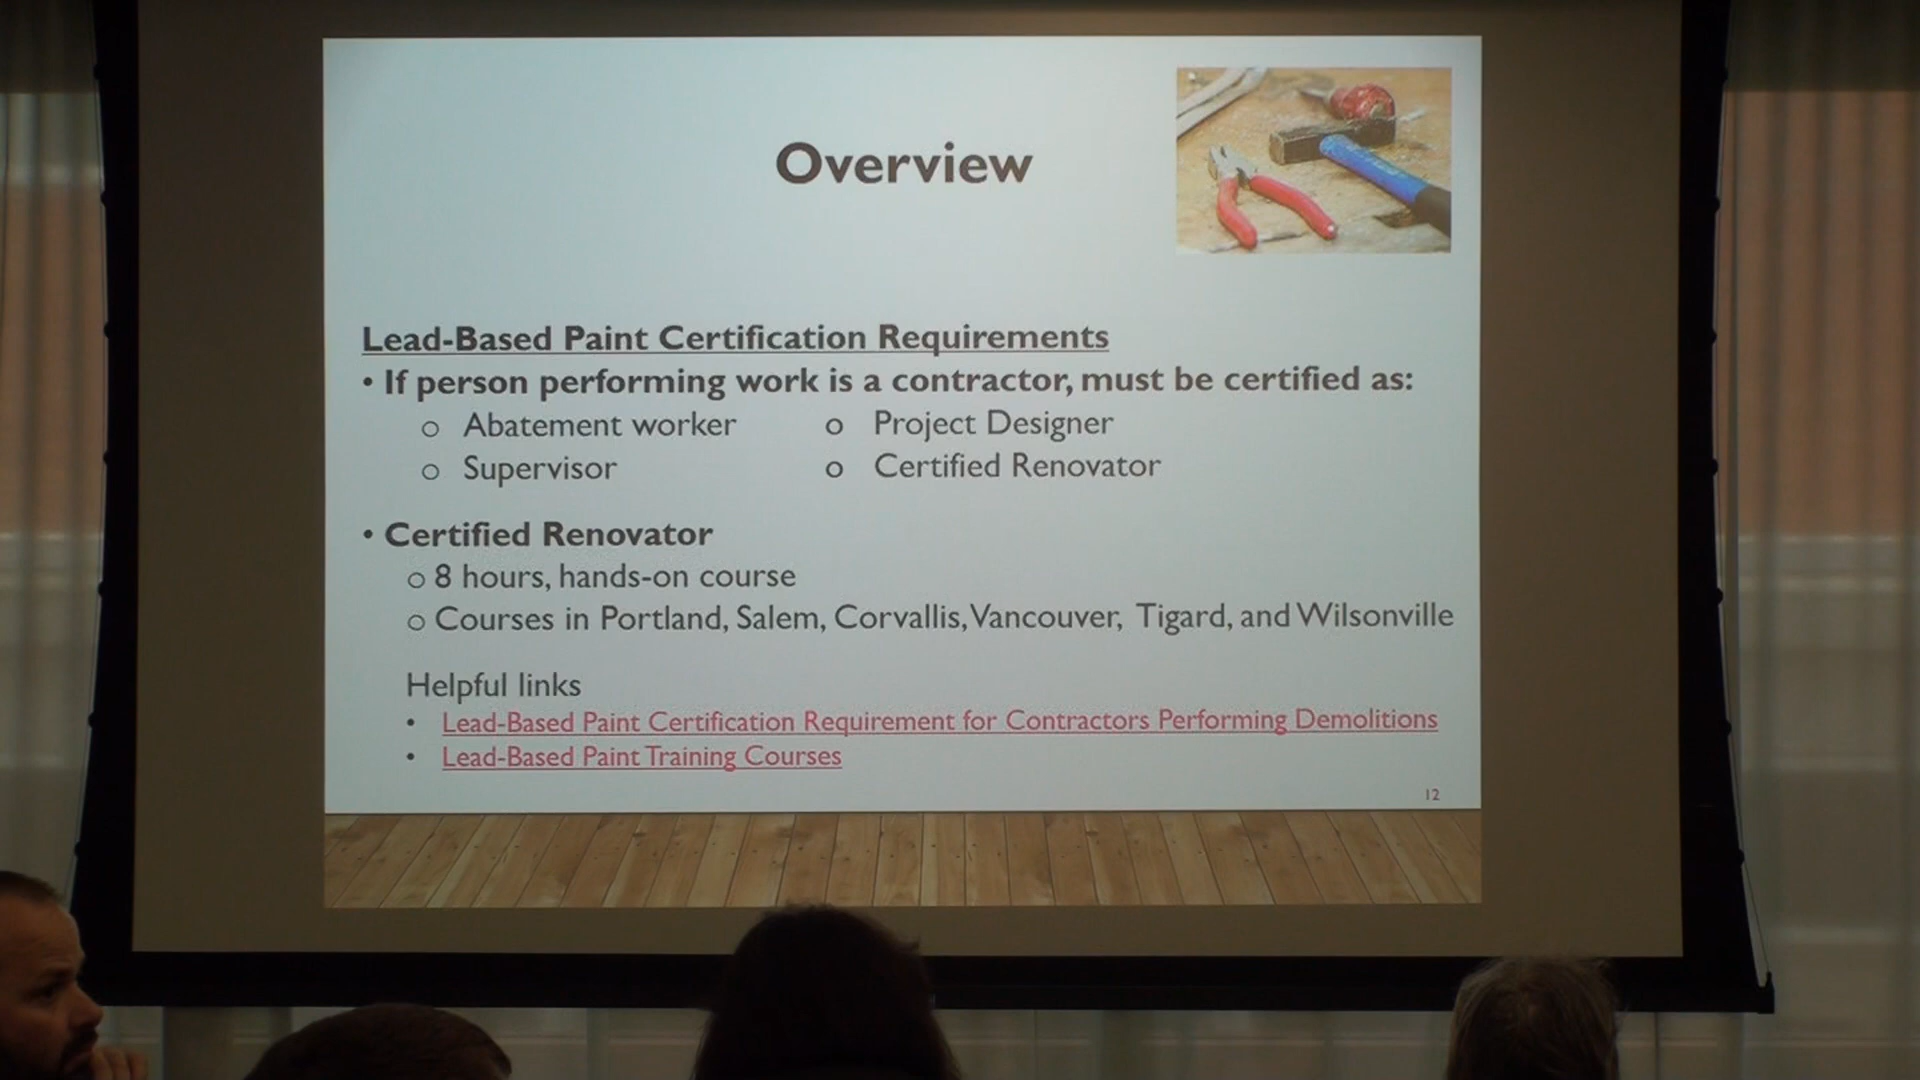 Overview
Lead-Based Paint Certification Requirements
• If person performing work is a contractor, must be certified as:
o Abatement worker o Project Designer
o Supervisor o Certified Renovator
• Certified Renovator
o 8 hours, hands-on course
o Courses in Portland, Salem, Corvallis, Vancouver, Tigard, and Wilsonville
Helpful links
• Lead-Based Paint Certification Requirement for Contractors Performing Demolitions
• Lead-Based Paint Training Courses
12